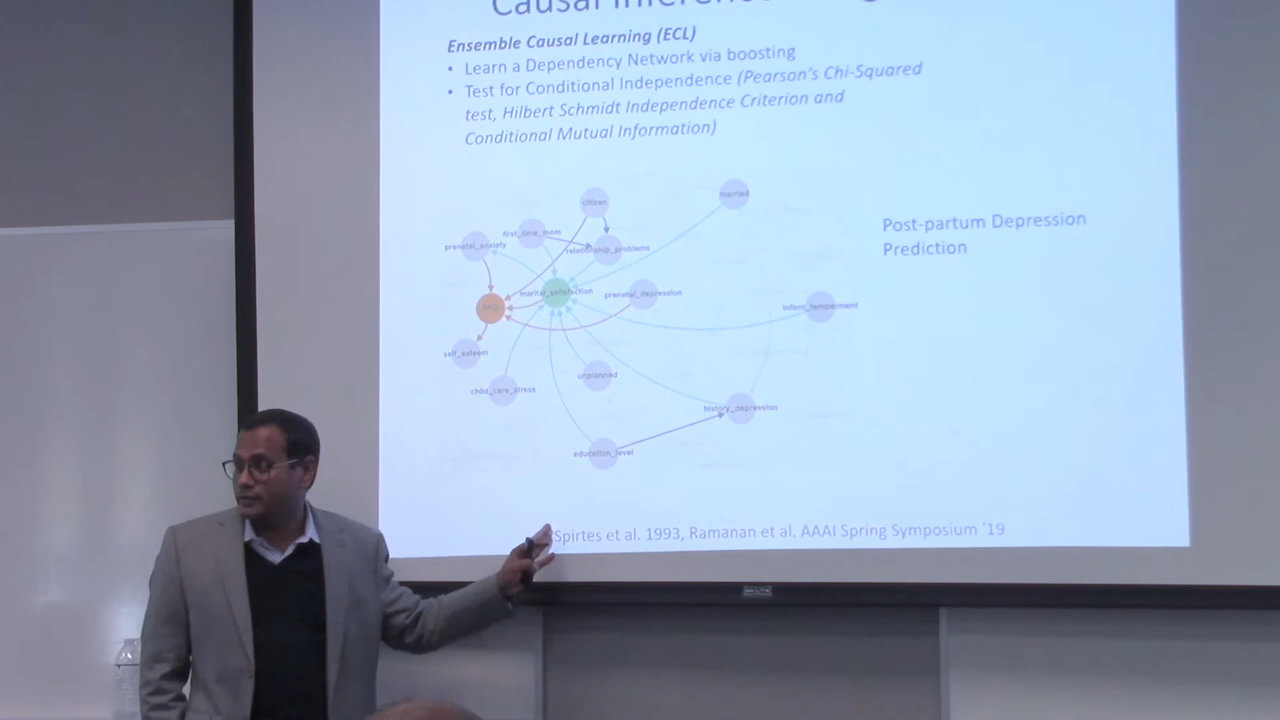 Causal
Ensemble Causal Learning (ECL)
• Learn a Dependency Network via boosting
• Test for Conditional Independence (Pearson's Chi-Squared
test, Hilbert Schmidt Independence Criterion and
Conditional Mutual Information)
citizen
married
first_time_mom
prenatal_anxiety
relationship_problems
Post-partum Depression
Prediction
marital_satisfaction
prenatal_depression
infant_temperment
self_esteem
unplanned
child_care_stress
history_depression
education_level
Spirtes et al. 1993, Ramanan et al. AAAI Spring Symposium '19